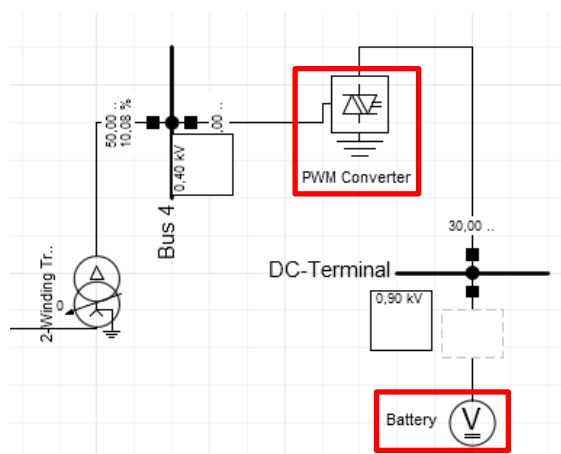 50,00 ..
10,08 %
,00 ..
0,40 kV
Bus 4
PWM Converter
30,00 ..
DC-Terminal
0,90 kV
2-Winding Tr..
0
Battery
V